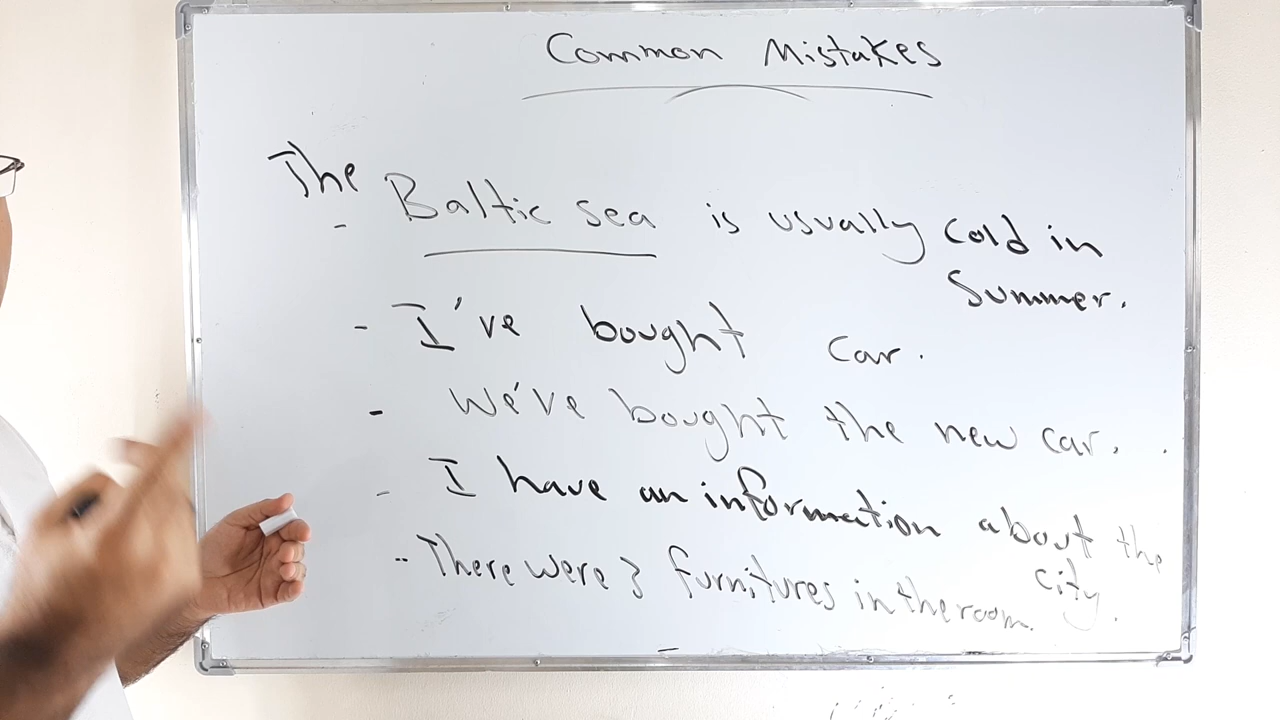 Common Mistakes
The
- Baltic sea is usually cold in
Summer.
- I've bought car.
- We've bought the new car.
- I have an information about the
city.
- There were 3 furnitures in the room.